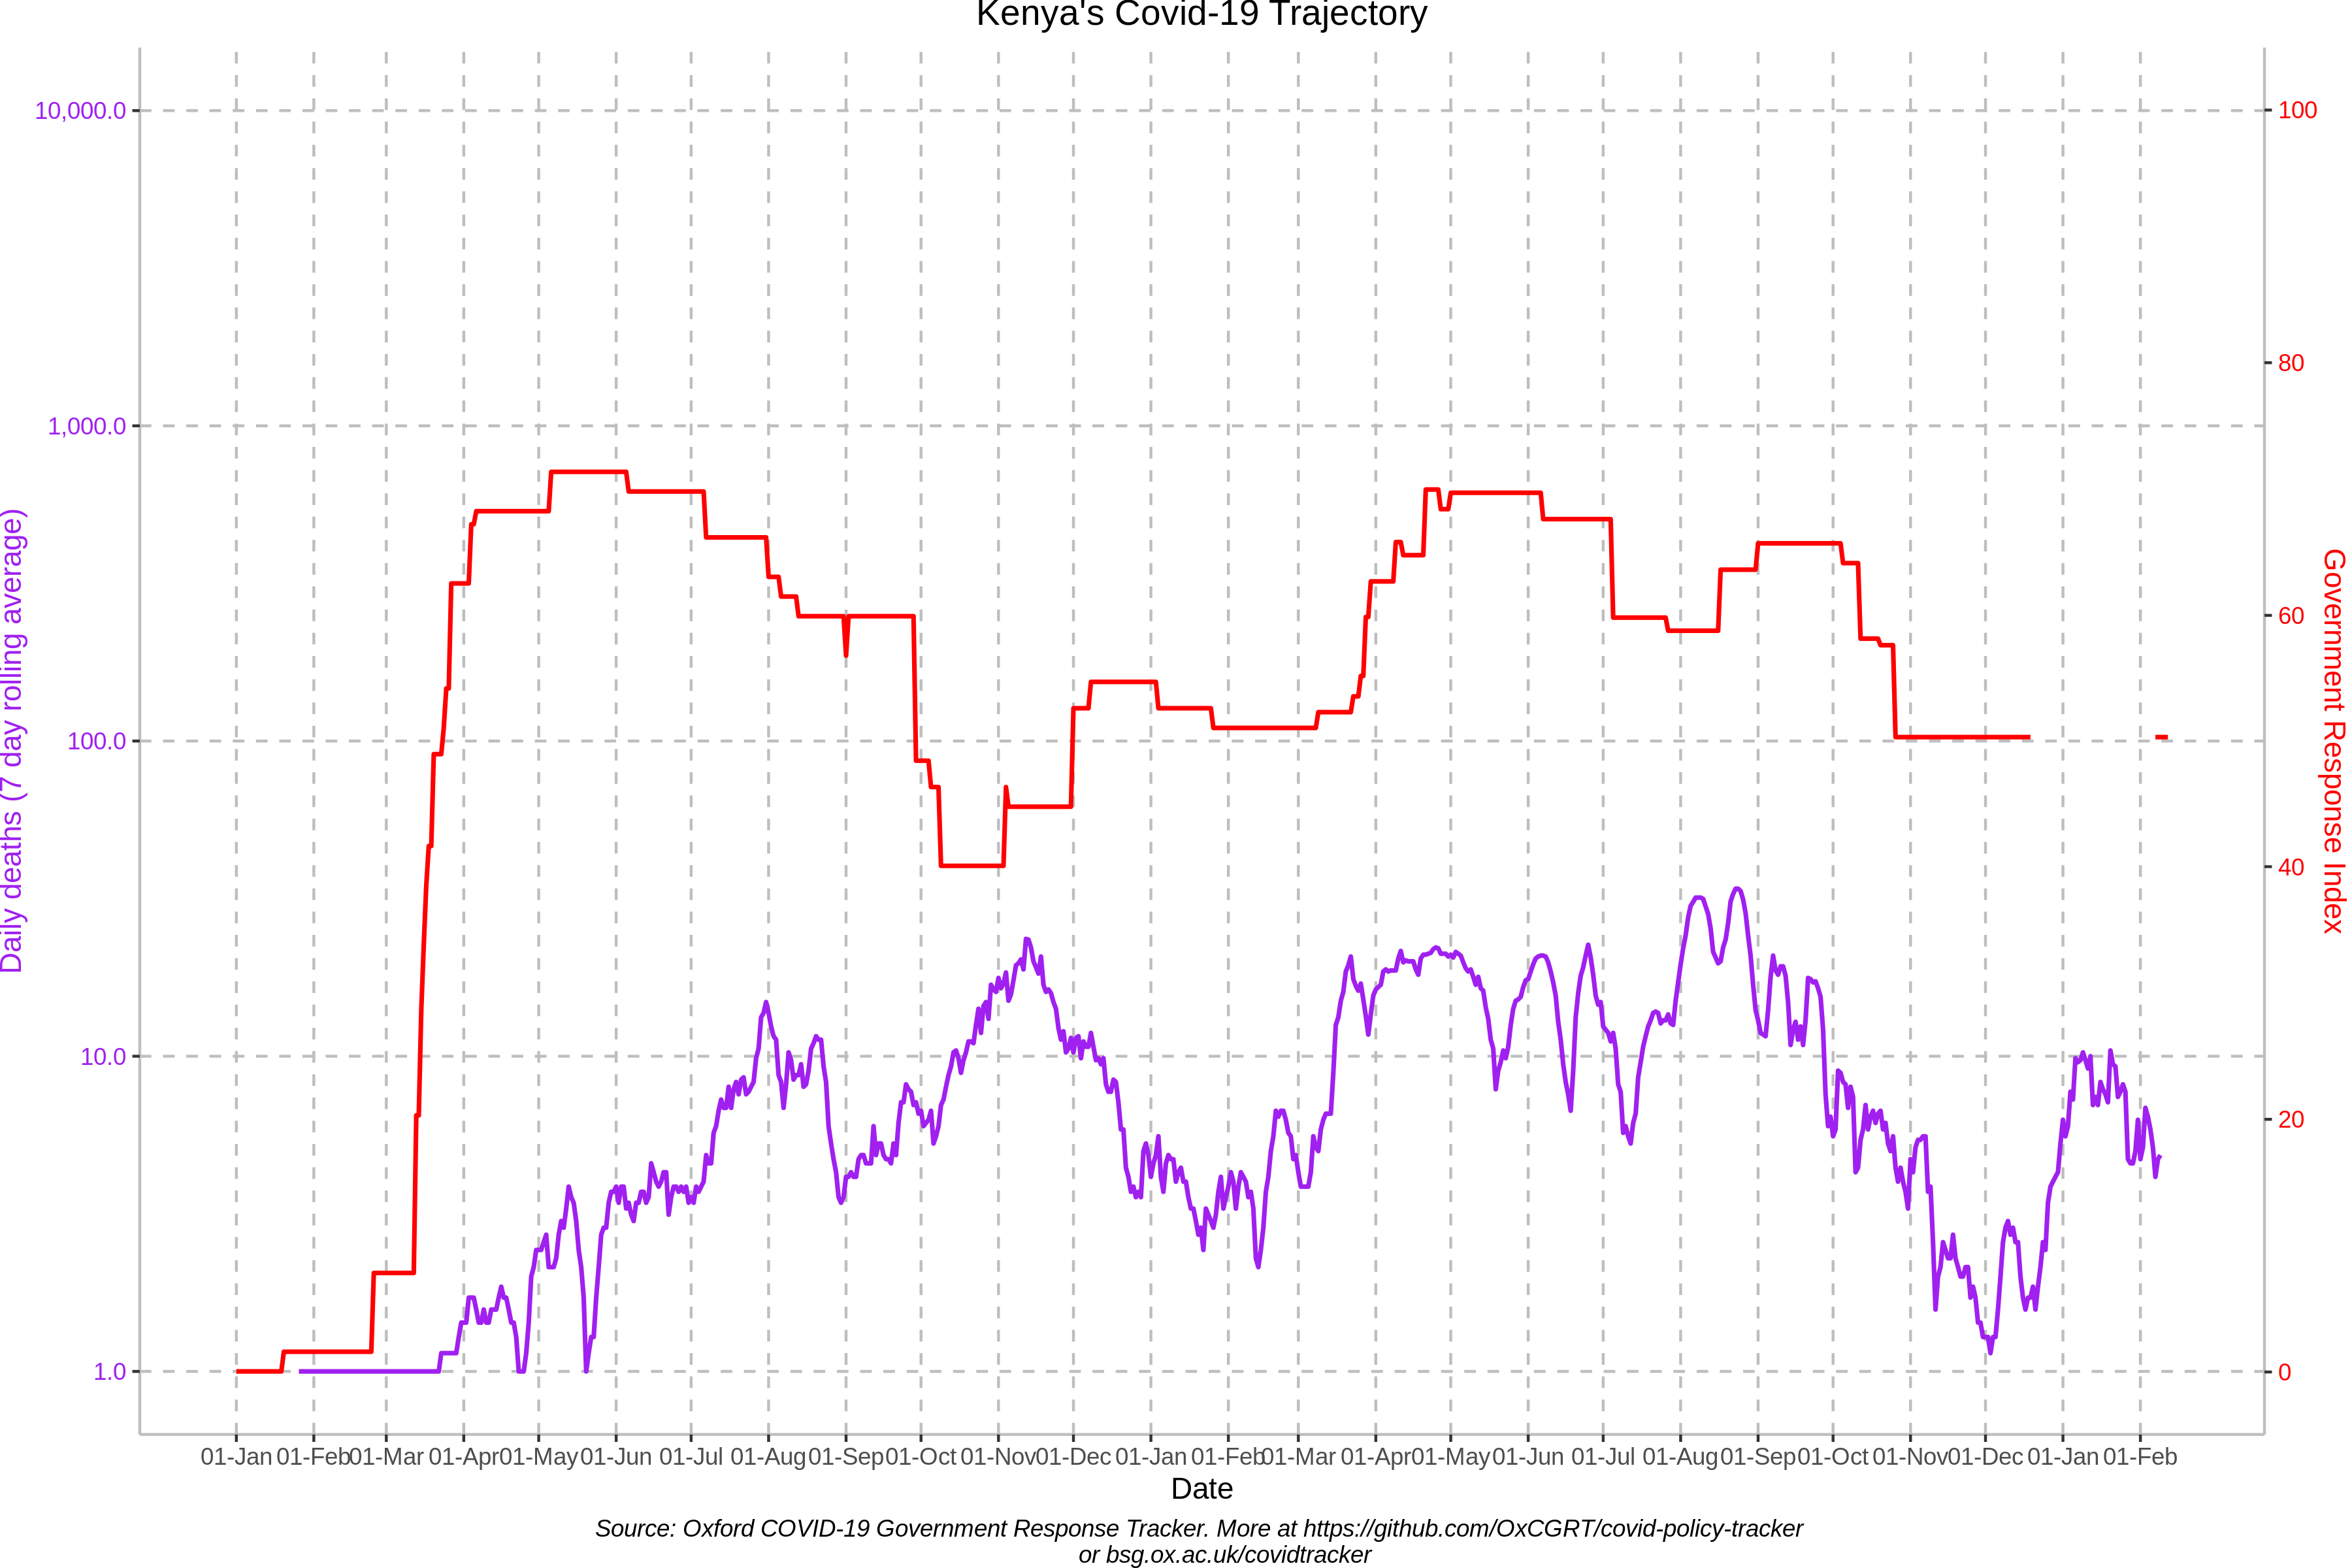 Kenya's Covid-19 Trajectory
10,000.0
1,000.0
100.0
10.0
1.0
Daily deaths (7 day rolling average)
100
80
60
40
20
0
Government Response Index
01-Jan 01-Feb 01-Mar 01-Apr 01-May 01-Jun 01-Jul 01-Aug 01-Sep 01-Oct 01-Nov 01-Dec 01-Jan 01-Feb 01-Mar 01-Apr 01-May 01-Jun 01-Jul 01-Aug 01-Sep 01-Oct 01-Nov 01-Dec 01-Jan 01-Feb
Date
Source: Oxford COVID-19 Government Response Tracker. More at https://github.com/OxCGRT/covid-policy-tracker
or bsg.ox.ac.uk/covidtracker